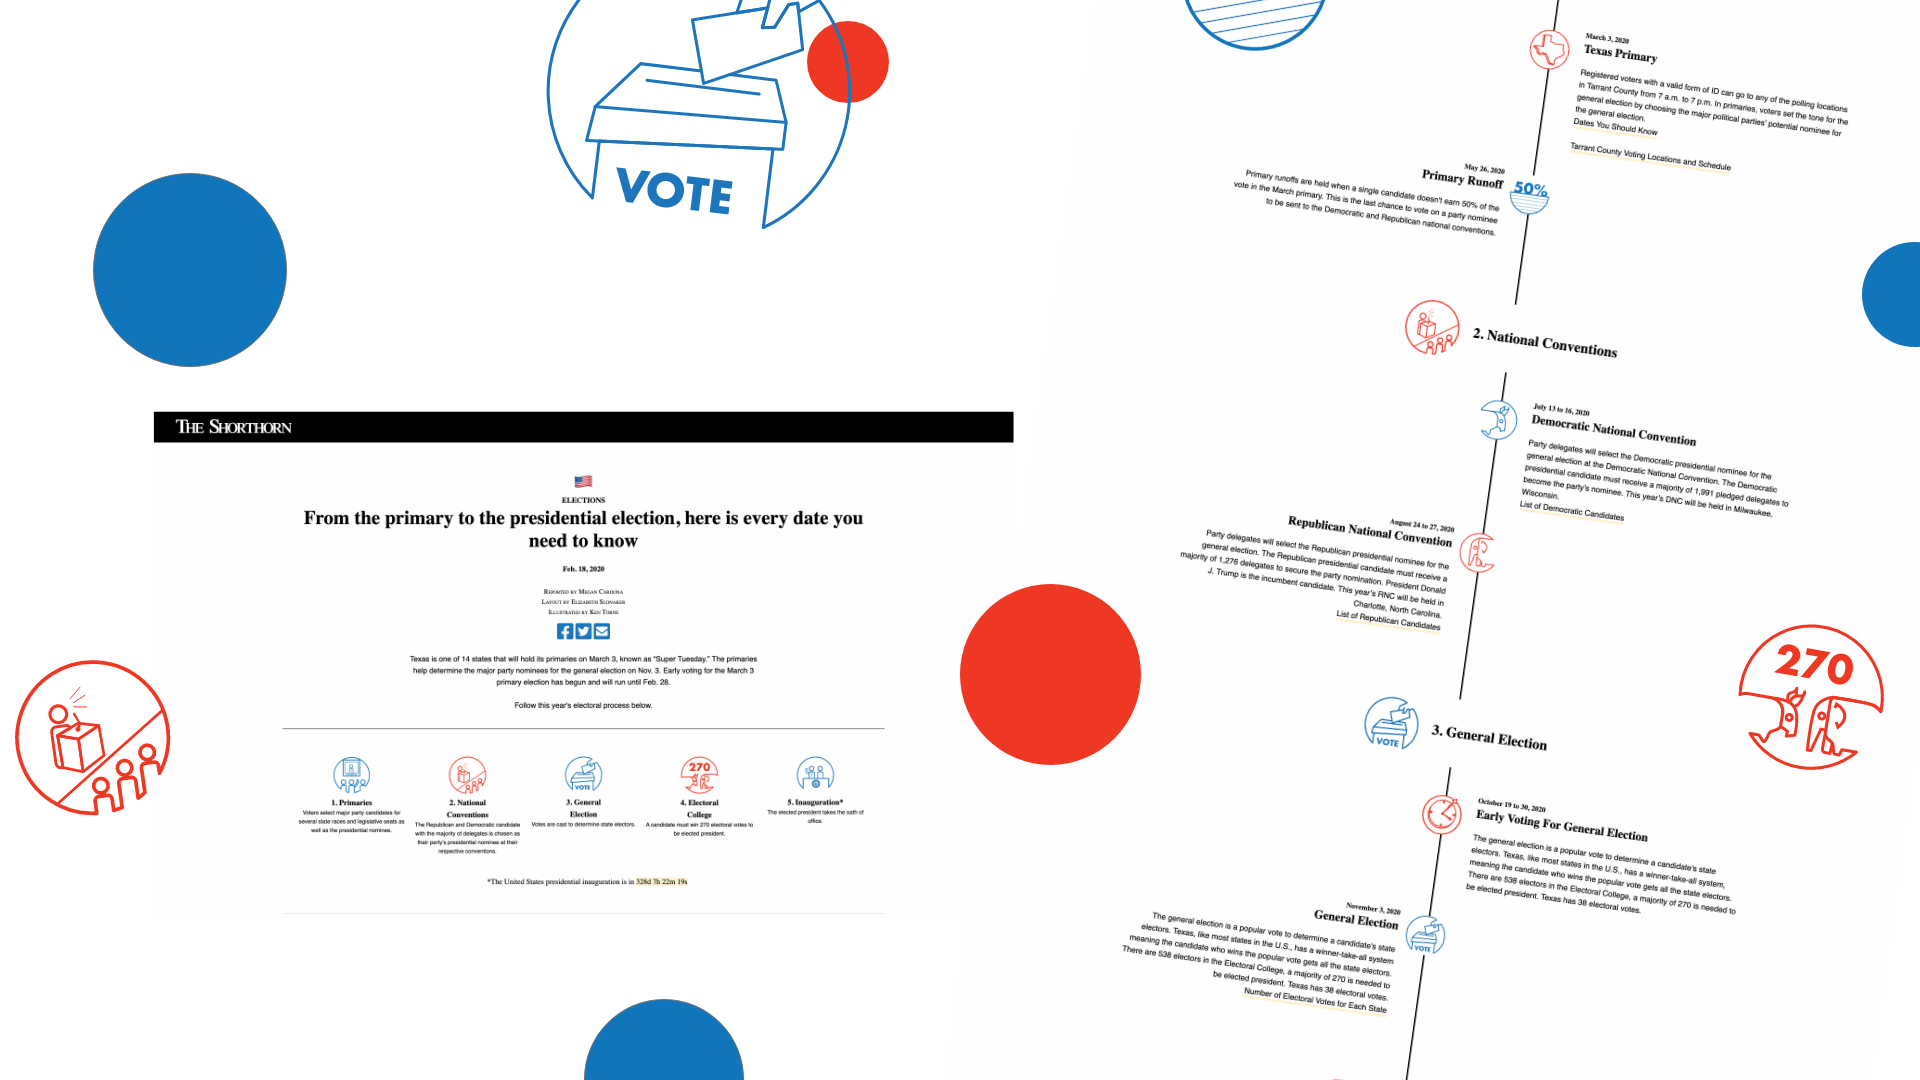 VOTE
THE SHORTHORN
ELECTIONS
From the primary to the presidential election, here is every date you
need to know
Feb. 18, 2020
REPORTED BY MEGAN CARDONA
LAYOUT BY ELIZABETH SLONAKER
ILLUSTRATED BY KEN TORNE
Texas is one of 14 states that will hold its primaries on March 3, known as "Super Tuesday." The primaries
help determine the major party nominees for the general election on Nov. 3. Early voting for the March 3
primary election has begun and will run until Feb. 28.
Follow this year's electoral process below.
1. Primaries
Voters select major party candidates for
several state races and legislative seats as
well as the presidential nominee.
2. National
Conventions
The Republican and Democratic candidate
with the majority of delegates is chosen as
their party's presidential nominee at their
respective conventions.
VOTE
3. General
Election
Votes are cast to determine state electors.
270
4. Electoral
College
A candidate must win 270 electoral votes to
be elected president.
5. Inauguration*
The elected president takes the oath of
office.
*The United States presidential inauguration is in 328d 7h 22m 19s
March 3, 2020
Texas Primary
Registered voters with a valid form of ID can go to any of the polling locations
in Tarrant County from 7 a.m. to 7 p.m. In primaries, voters set the tone for the
general election by choosing the major political parties' potential nominee for
the general election.
Dates You Should Know
Tarrant County Voting Locations and Schedule
May 26, 2020
Primary Runoff
50%
Primary runoffs are held when a single candidate doesn't earn 50% of the
vote in the March primary. This is the last chance to vote on a party nominee
to be sent to the Democratic and Republican national conventions.
2. National Conventions
July 13 to 16, 2020
Democratic National Convention
Party delegates will select the Democratic presidential nominee for the
general election at the Democratic National Convention. The Democratic
presidential candidate must receive a majority of 1,991 pledged delegates to
become the party's nominee. This year's DNC will be held in Milwaukee,
Wisconsin.
List of Democratic Candidates
August 24 to 27, 2020
Republican National Convention
Party delegates will select the Republican presidential nominee for the
general election. The Republican presidential candidate must receive a
majority of 1,276 delegates to secure the party nomination. President Donald
J. Trump is the incumbent candidate. This year's RNC will be held in
Charlotte, North Carolina.
List of Republican Candidates
270
VOTE
3. General Election
October 19 to 30, 2020
Early Voting For General Election
The general election is a popular vote to determine a candidate's state
electors. Texas, like most states in the U.S., has a winner-take-all system,
meaning the candidate who wins the popular vote gets all the state electors.
There are 538 electors in the Electoral College, a majority of 270 is needed to
be elected president. Texas has 38 electoral votes.
November 3, 2020
General Election
VOTE
The general election is a popular vote to determine a candidate's state
electors. Texas, like most states in the U.S., has a winner-take-all system
meaning the candidate who wins the popular vote gets all the state electors.
There are 538 electors in the Electoral College, a majority of 270 is needed to
be elected president. Texas has 38 electoral votes.
Number of Electoral Votes for Each State